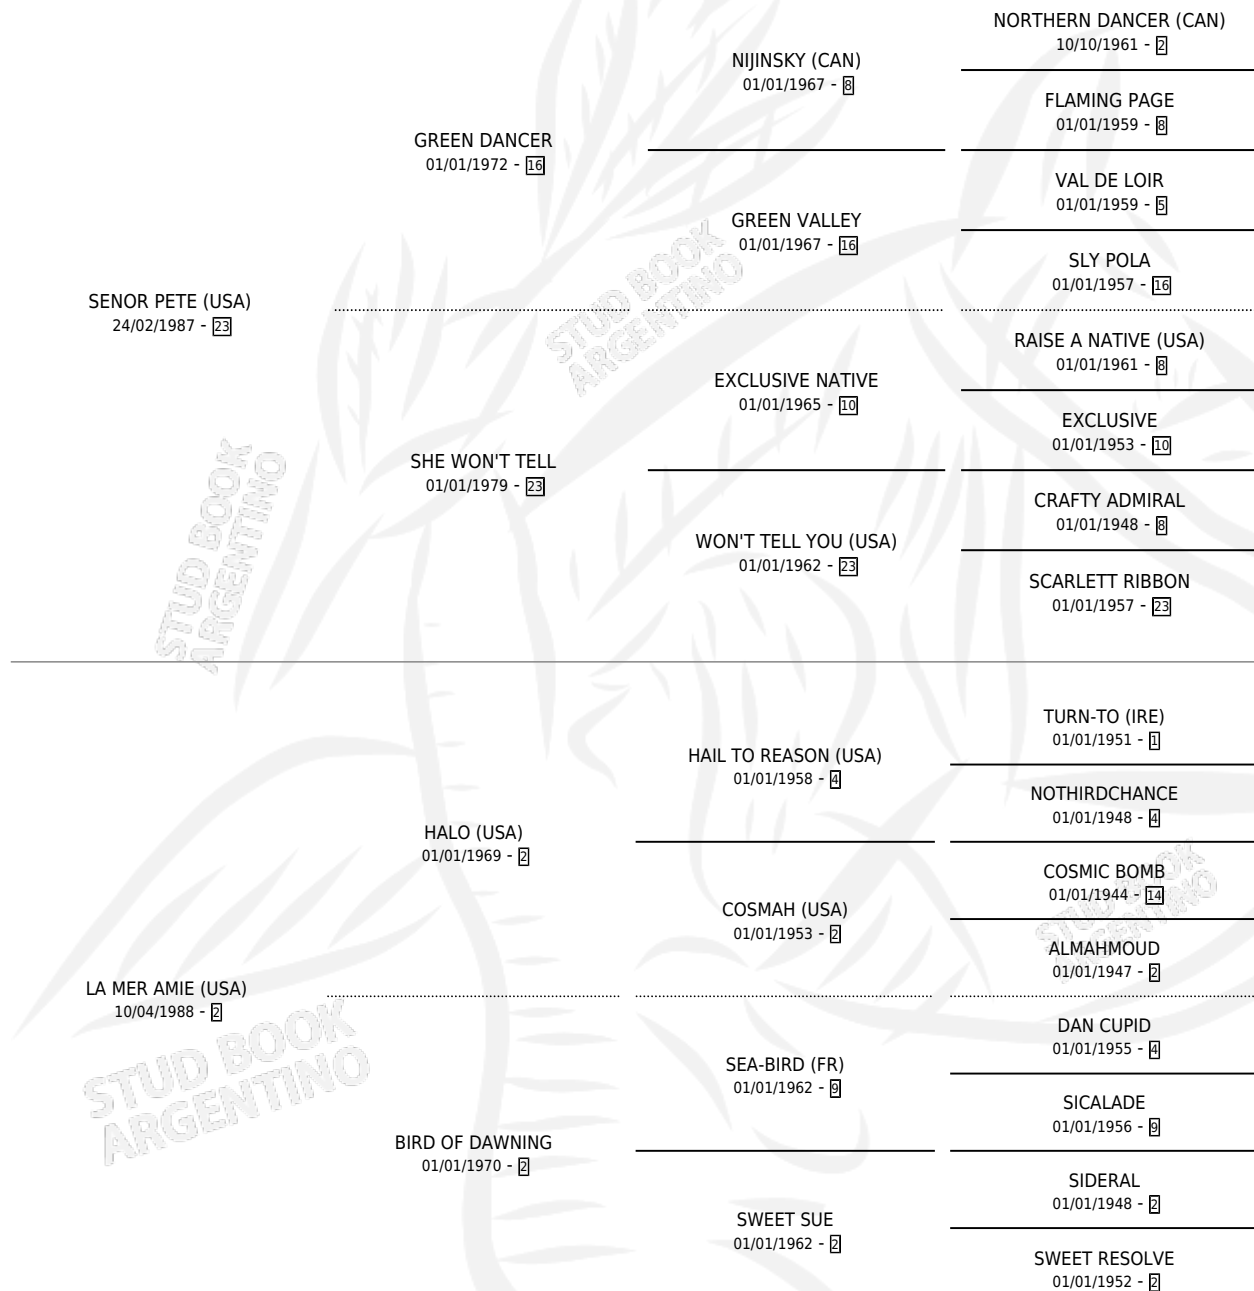 SENOR PETE (USA)
24/02/1987 - 23
GREEN DANCER
01/01/1972 - 16
SHE WON'T TELL
01/01/1979 - 23
NIJINSKY (CAN)
01/01/1967 - 8
GREEN VALLEY
01/01/1967 - 16
EXCLUSIVE NATIVE
01/01/1965 - 10
WON'T TELL YOU (USA)
01/01/1962 - 23
NORTHERN DANCER (CAN)
10/10/1961 - 2
FLAMING PAGE
01/01/1959 - 8
VAL DE LOIR
01/01/1959 - 5
SLY POLA
01/01/1957 - 16
RAISE A NATIVE (USA)
01/01/1961 - 8
EXCLUSIVE
01/01/1953 - 10
CRAFTY ADMIRAL
01/01/1948 - 8
SCARLETT RIBBON
01/01/1957 - 23
STUD BOOK
ARGENTINO
STUD BOOK
ARGENTINO
LA MER AMIE (USA)
10/04/1988 - 2
HALO (USA)
01/01/1969 - 2
BIRD OF DAWNING
01/01/1970 - 2
HAIL TO REASON (USA)
01/01/1958 - 4
COSMAH (USA)
01/01/1953 - 2
SEA-BIRD (FR)
01/01/1962 - 9
SWEET SUE
01/01/1962 - 2
TURN-TO (IRE)
01/01/1951 - 1
NOTHIRDCHANCE
01/01/1948 - 4
COSMIC BOMB
01/01/1944 - 14
ALMAHMOUD
01/01/1947 - 2
DAN CUPID
01/01/1955 - 4
SICALADE
01/01/1956 - 9
SIDERAL
01/01/1948 - 2
SWEET RESOLVE
01/01/1952 - 2
STUD BOOK
ARGENTINO
STUD BOOK
ARGENTINO